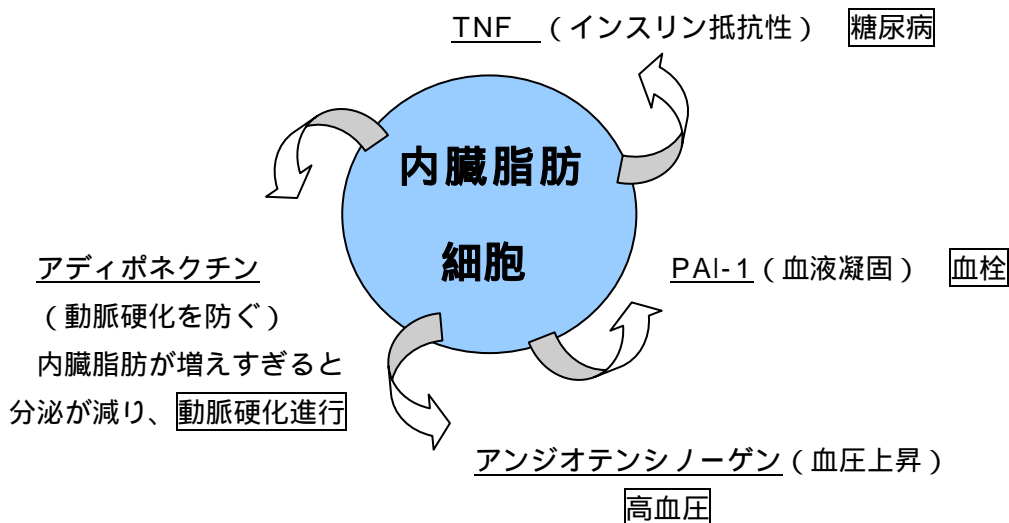 TNF （インスリン抵抗性） 糖尿病
内臓脂肪
細胞
アディポネクチン
（動脈硬化を防ぐ）
内臓脂肪が増えすぎると
分泌が減り、動脈硬化進行
PAI-1（血液凝固） 血栓
アンジオテンシノーゲン（血圧上昇）
高血圧